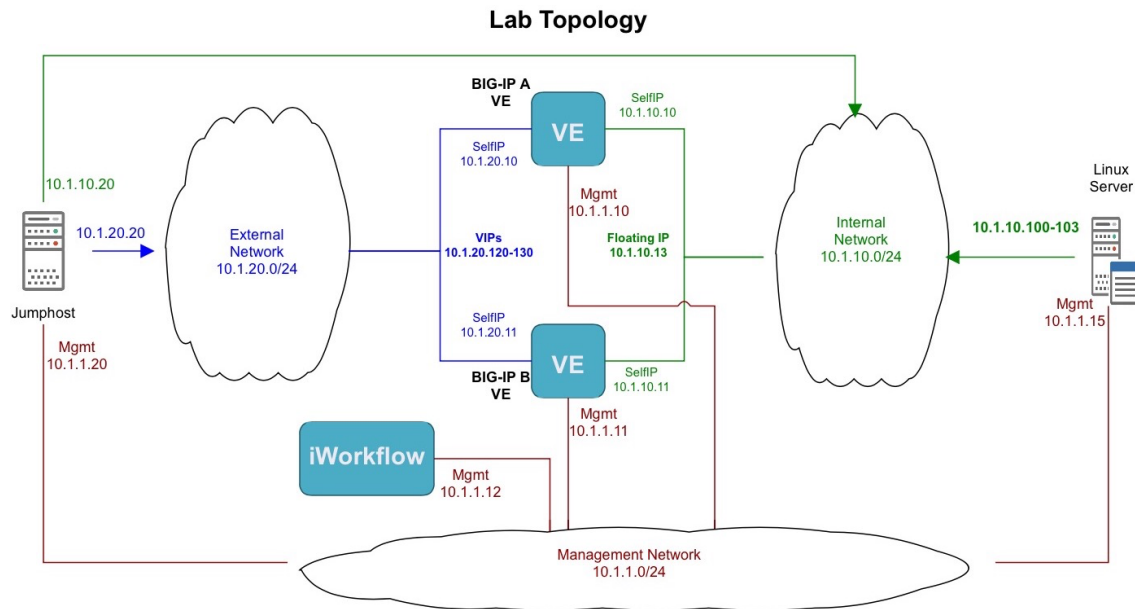 Lab Topology
BIG-IP A
VE
VE
SelfIP
10.1.10.10
SelfIP
10.1.20.10
Mgmt
10.1.1.10
10.1.10.20
10.1.20.20
Jumphost
Mgmt
10.1.1.20
External
Network
10.1.20.0/24
VIPs
10.1.20.120-130
Floating IP
10.1.10.13
Internal
Network
10.1.10.0/24
Linux
Server
10.1.10.100-103
Mgmt
10.1.1.15
SelfIP
10.1.20.11
VE
BIG-IP B
VE
SelfIP
10.1.10.11
Mgmt
10.1.1.11
iWorkflow
Mgmt
10.1.1.12
Management Network
10.1.1.0/24